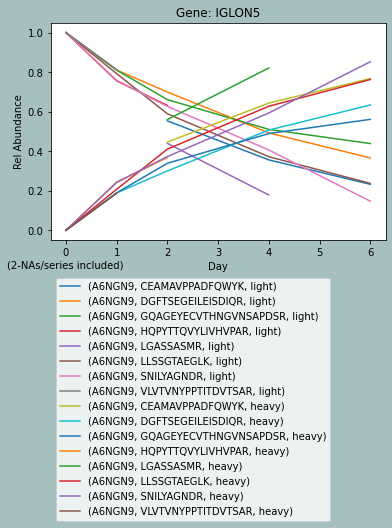 Gene: IGLON5
1.0
0.8
0.6
0.4
0.2
0.0
Rel Abundance
0 1 2 3 4 5 6
(2-NAs/series included)
Day
(A6NGN9, CEAMAVPPADFQWYK, light)
(A6NGN9, DGFTSEGEILEISDIQR, light)
(A6NGN9, GQAGEYECVTHNGVNSAPDSR, light)
(A6NGN9, HQPYTTQVYLIVHVPAR, light)
(A6NGN9, LGASSASMR, light)
(A6NGN9, LLSSGTAEGLK, light)
(A6NGN9, SNILYAGNDR, light)
(A6NGN9, VLVTVNYPPTITDVTSAR, light)
(A6NGN9, CEAMAVPPADFQWYK, heavy)
(A6NGN9, DGFTSEGEILEISDIQR, heavy)
(A6NGN9, GQAGEYECVTHNGVNSAPDSR, heavy)
(A6NGN9, HQPYTTQVYLIVHVPAR, heavy)
(A6NGN9, LGASSASMR, heavy)
(A6NGN9, LLSSGTAEGLK, heavy)
(A6NGN9, SNILYAGNDR, heavy)
(A6NGN9, VLVTVNYPPTITDVTSAR, heavy)